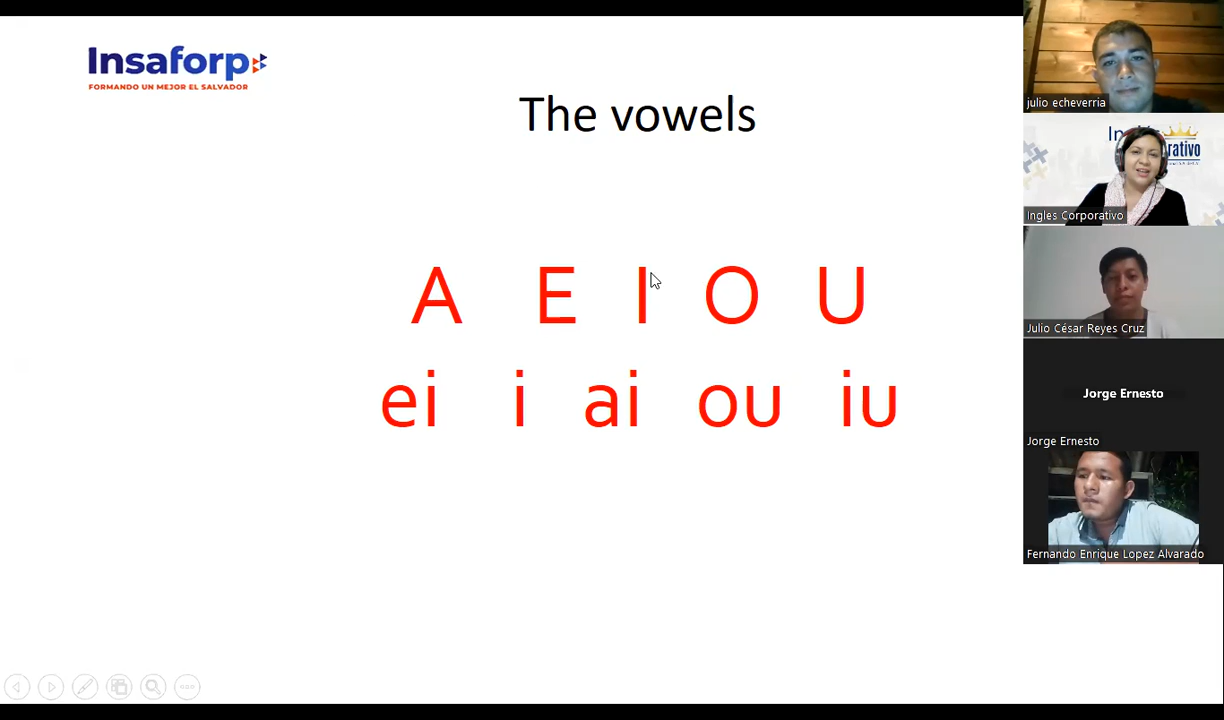 Insaforp
FORMANDO UN MEJOR EL SALVADOR
The vowels
A E I O U
ei i ai ou iu
julio echeverria
rativo
Ingles Corporativo
Julio César Reyes Cruz
Jorge Ernesto
Jorge Ernesto
Fernando Enrique Lopez Alvarado